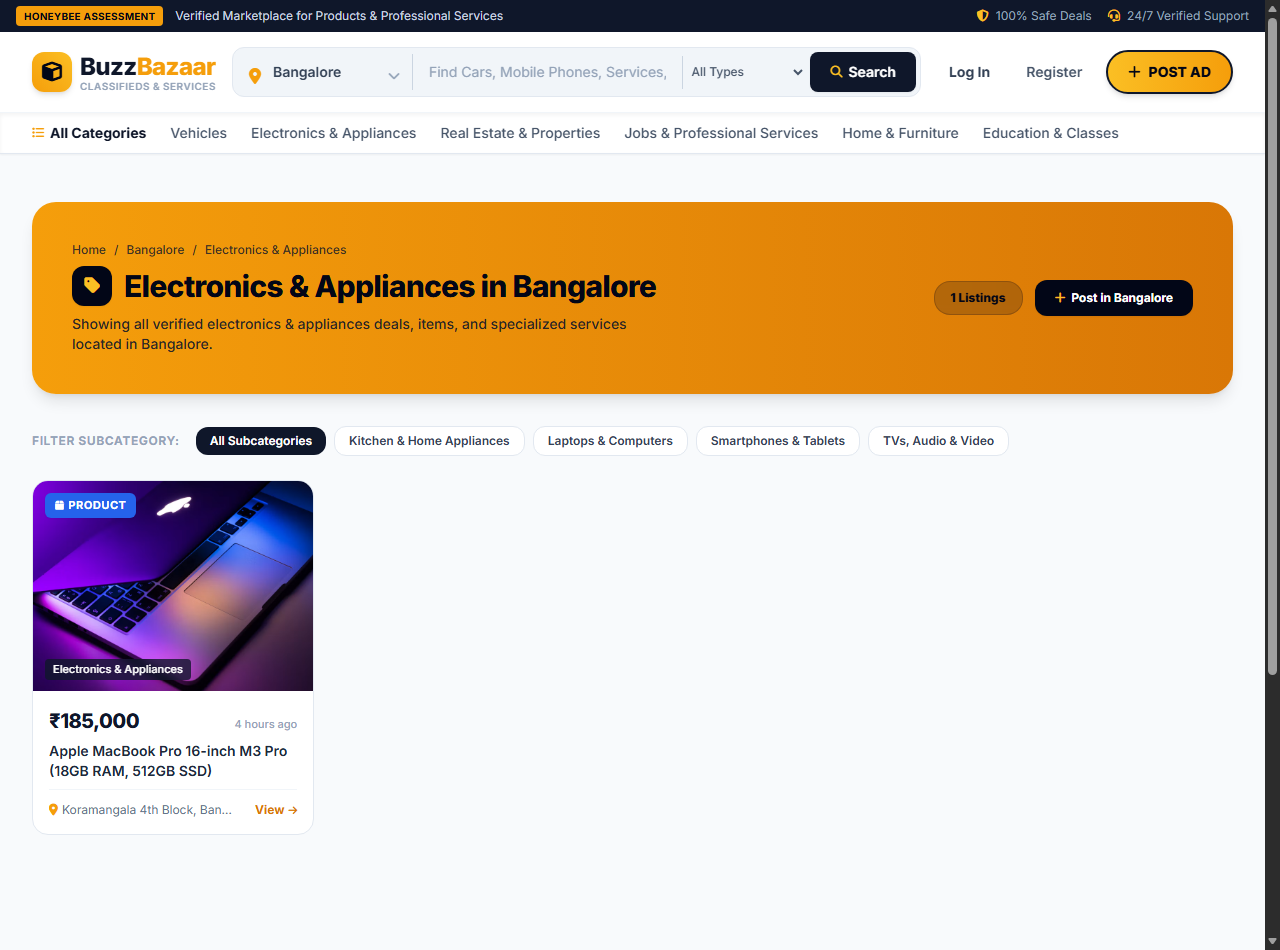 HONEYBEE ASSESSMENT Verified Marketplace for Products & Professional Services 100% Safe Deals 24/7 Verified Support
BuzzBazaar
CLASSIFIEDS & SERVICES
Bangalore Find Cars, Mobile Phones, Services, All Types Search Log In Register + POST AD
All Categories Vehicles Electronics & Appliances Real Estate & Properties Jobs & Professional Services Home & Furniture Education & Classes
Home / Bangalore / Electronics & Appliances
Electronics & Appliances in Bangalore
Showing all verified electronics & appliances deals, items, and specialized services
located in Bangalore.
1 Listings + Post in Bangalore
FILTER SUBCATEGORY: All Subcategories Kitchen & Home Appliances Laptops & Computers Smartphones & Tablets TVs, Audio & Video
PRODUCT
Electronics & Appliances
₹185,000 4 hours ago
Apple MacBook Pro 16-inch M3 Pro
(18GB RAM, 512GB SSD)
Koramangala 4th Block, Ban... View →